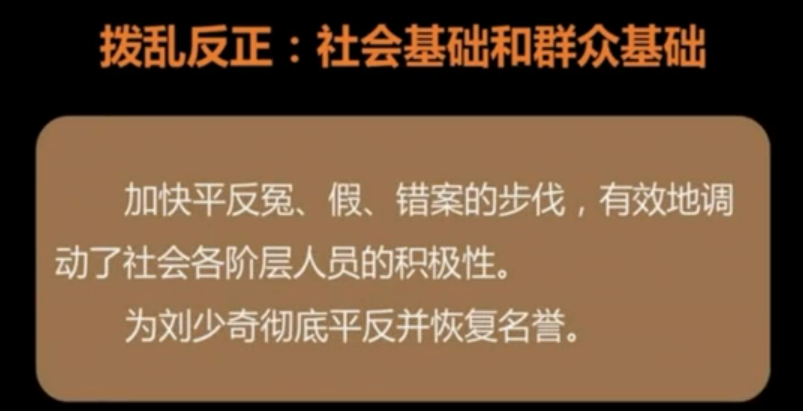 拨乱反正：社会基础和群众基础
加快平反冤、假、错案的步伐，有效地调
动了社会各阶层人员的积极性。
为刘少奇彻底平反并恢复名誉。